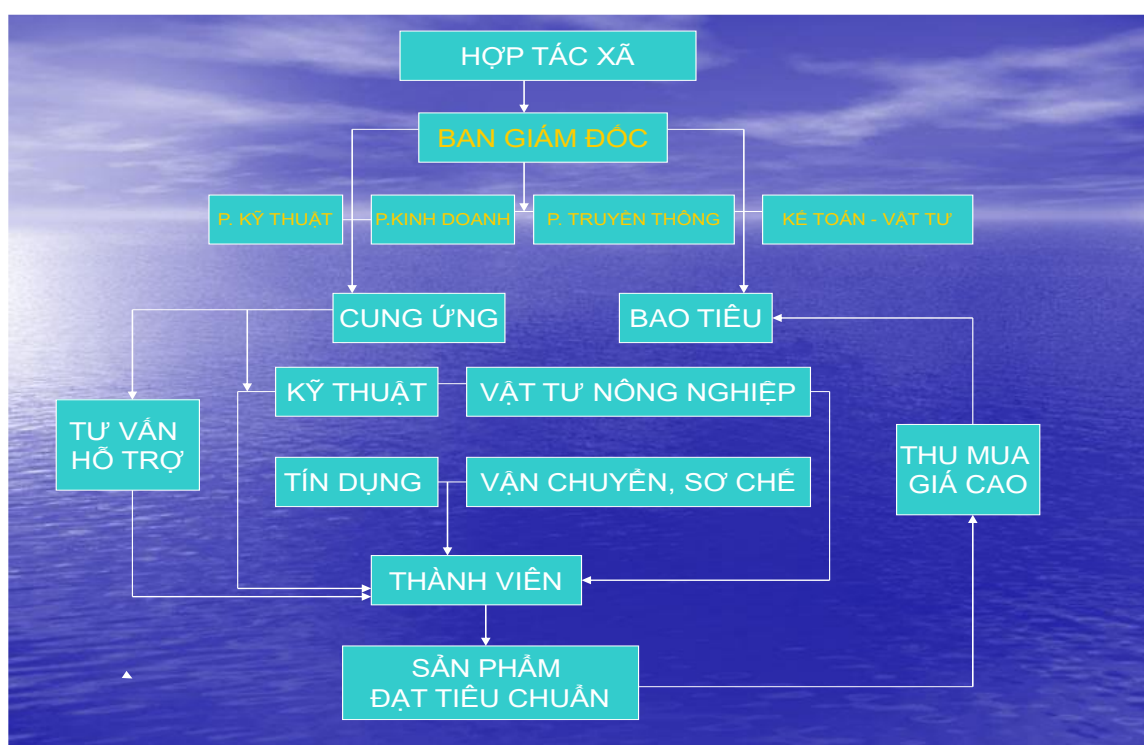 HỢP TÁC XÃ
BAN GIÁM ĐỐC
P. KỸ THUẬT
P.KINH DOANH
P. TRUYỀN THÔNG
KẾ TOÁN - VẬT TƯ
CUNG ỨNG
BAO TIÊU
KỸ THUẬT
VẬT TƯ NÔNG NGHIỆP
TƯ VẤN
HỖ TRỢ
TÍN DỤNG
VẬN CHUYỂN, SƠ CHẾ
THU MUA
GIÁ CAO
THÀNH VIÊN
SẢN PHẨM
ĐẠT TIÊU CHUẨN